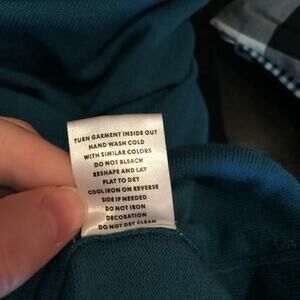 TURN GARMENT INSIDE OUT
HAND WASH COLD
WITH SIMILAR COLORS
DO NOT BLEACH
RESHAPE AND LAY
FLAT TO DRY
COOL IRON ON REVERSE
SIDE IF NEEDED
DO NOT IRON
DECORATION
DO NOT DRY CLEAN